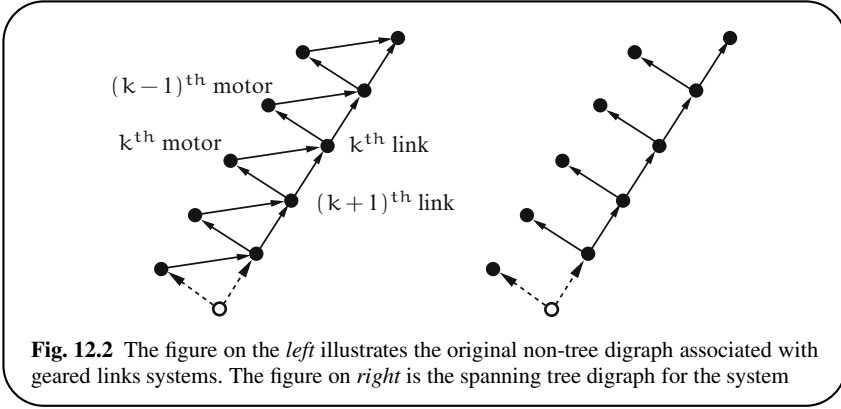 (k − 1)ᵗʰ motor
kᵗʰ motor
kᵗʰ link
(k + 1)ᵗʰ link
Fig. 12.2 The figure on the left illustrates the original non-tree digraph associated with
geared links systems. The figure on right is the spanning tree digraph for the system